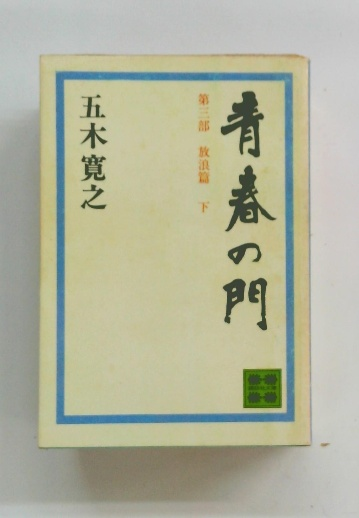 青春の門
第三部 放浪篇 下
五木寛之